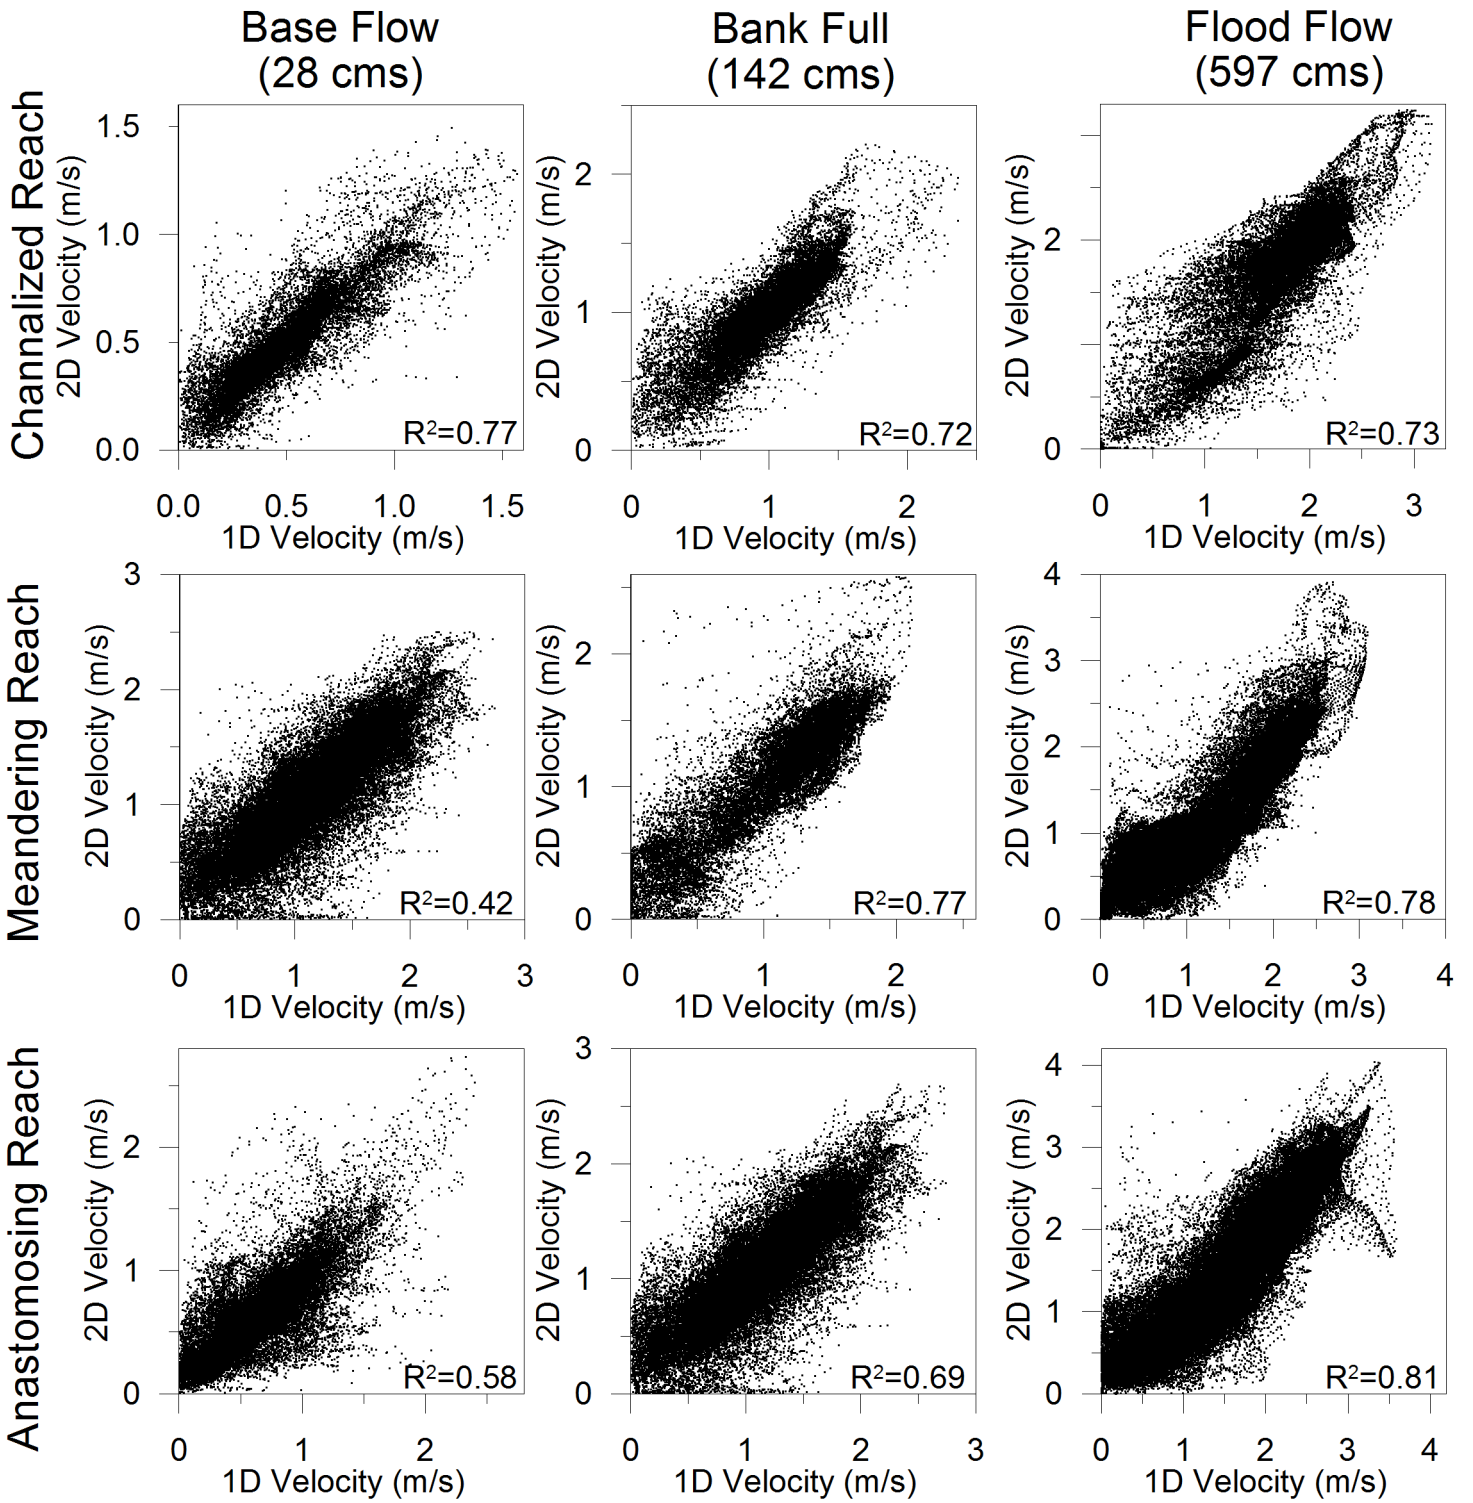 Base Flow
(28 cms)
Bank Full
(142 cms)
Flood Flow
(597 cms)
Channalized Reach
2D Velocity (m/s)
1.5
1.0
0.5
0.0
R²=0.77
0.0 0.5 1.0 1.5
1D Velocity (m/s)
2D Velocity (m/s)
2
1
0
R²=0.72
0 1 2
1D Velocity (m/s)
2D Velocity (m/s)
2
0
R²=0.73
0 1 2 3
1D Velocity (m/s)
Meandering Reach
2D Velocity (m/s)
3
2
1
0
R²=0.42
0 1 2 3
1D Velocity (m/s)
2D Velocity (m/s)
2
1
0
R²=0.77
0 1 2
1D Velocity (m/s)
2D Velocity (m/s)
4
3
2
1
0
R²=0.78
0 1 2 3 4
1D Velocity (m/s)
Anastomosing Reach
2D Velocity (m/s)
2
1
0
R²=0.58
0 1 2
1D Velocity (m/s)
2D Velocity (m/s)
3
2
1
0
R²=0.69
0 1 2 3
1D Velocity (m/s)
2D Velocity (m/s)
4
3
2
1
0
R²=0.81
0 1 2 3 4
1D Velocity (m/s)